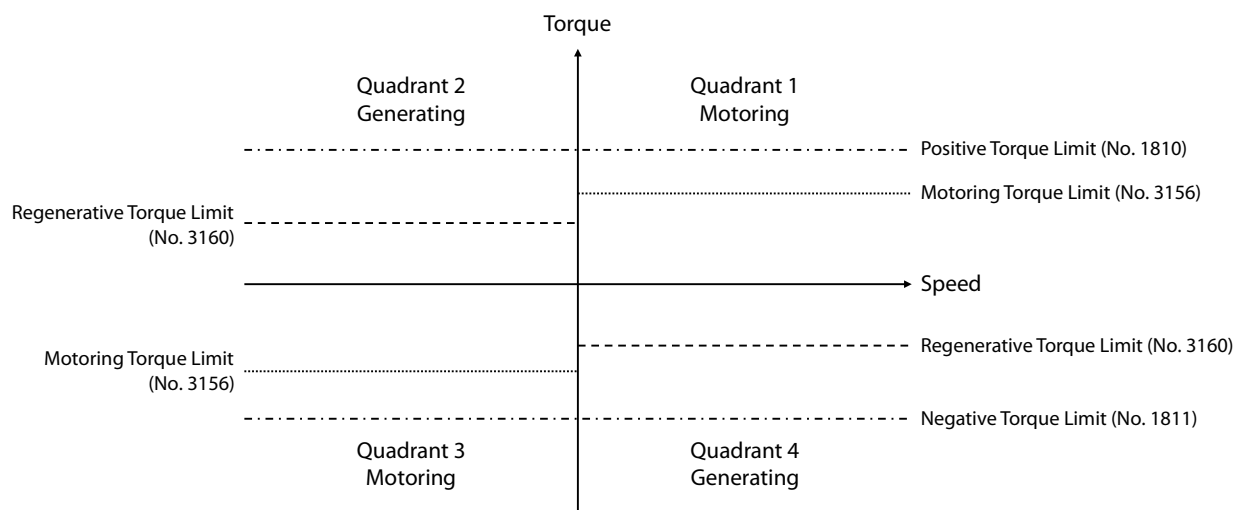 Torque
Quadrant 2
Generating
Quadrant 1
Motoring
Positive Torque Limit (No. 1810)
Motoring Torque Limit (No. 3156)
Regenerative Torque Limit
(No. 3160)
Speed
Regenerative Torque Limit (No. 3160)
Motoring Torque Limit
(No. 3156)
Negative Torque Limit (No. 1811)
Quadrant 3
Motoring
Quadrant 4
Generating